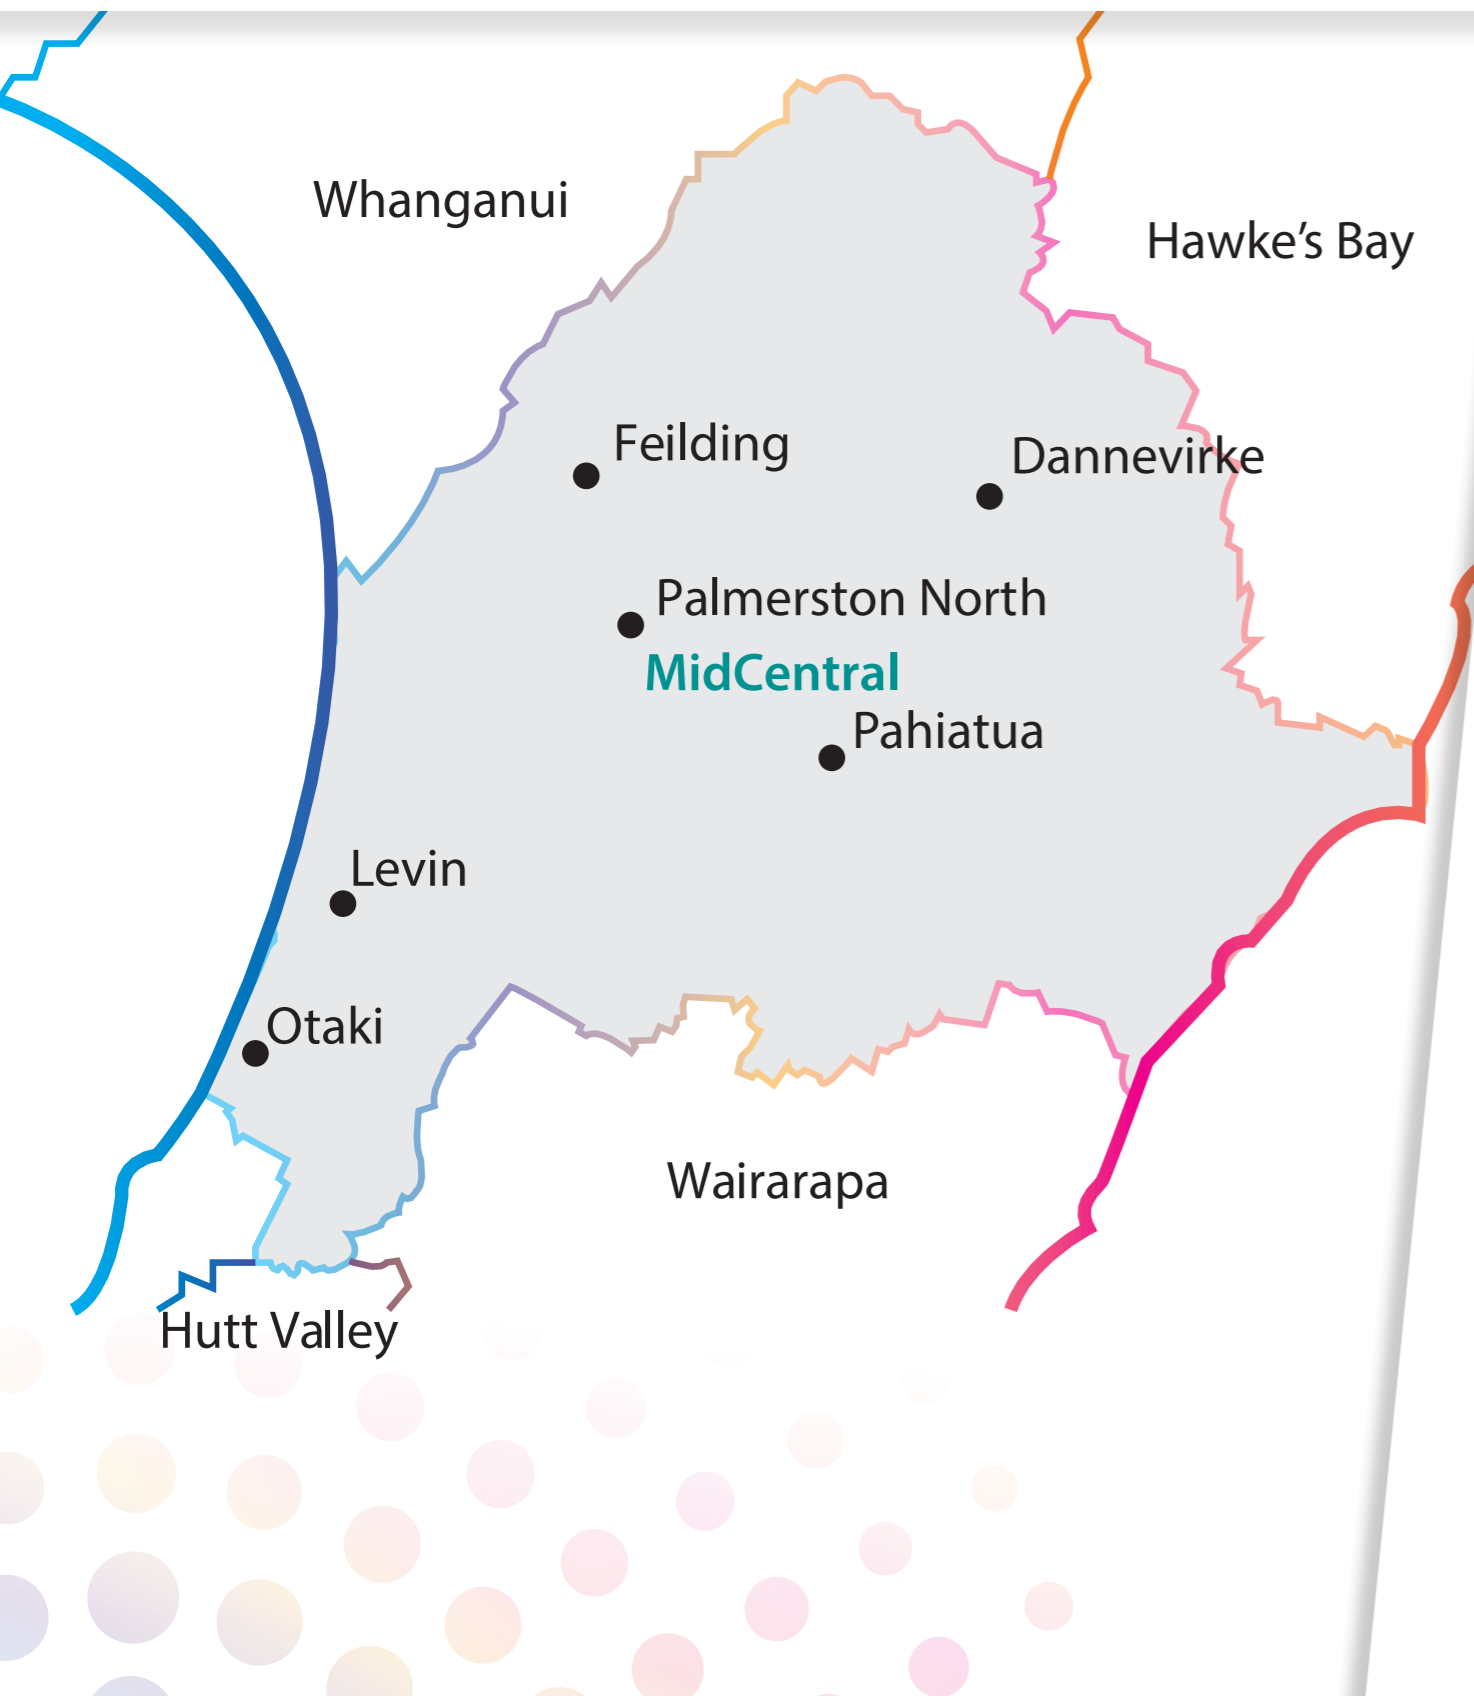 Whanganui
Hawke's Bay
Feilding
Dannevirke
Palmerston North
MidCentral
Pahiatua
Levin
Otaki
Wairarapa
Hutt Valley